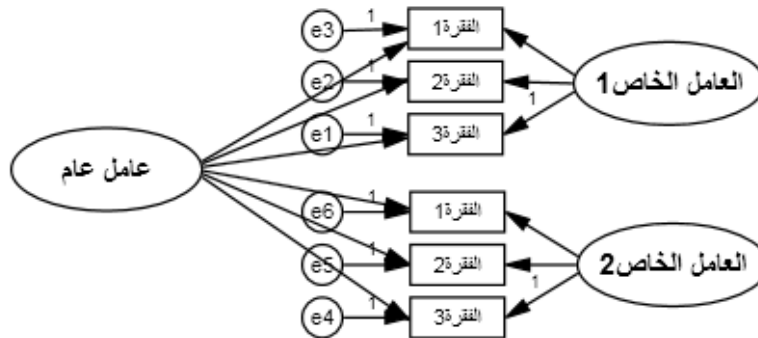 e3
1
الفقرة1
e2
1
الفقرة2
العامل الخاص1
e1
1
الفقرة3
1
عامل عام
e6
1
الفقرة1
e5
1
الفقرة2
العامل الخاص2
1
e4
1
الفقرة3